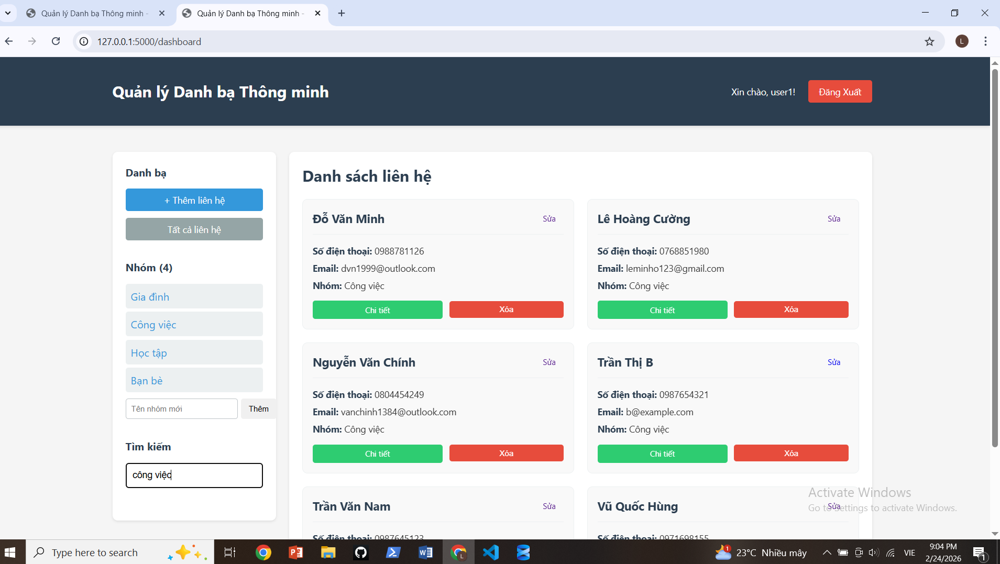 Quản lý Danh bạ Thông minh -
Quản lý Danh bạ Thông minh -
127.0.0.1:5000/dashboard
L
Quản lý Danh bạ Thông minh
Xin chào, user1!
Đăng Xuất
Danh bạ
+ Thêm liên hệ
Tất cả liên hệ
Nhóm (4)
Gia đình
Công việc
Học tập
Bạn bè
Tên nhóm mới
Thêm
Tìm kiếm
công việc
Danh sách liên hệ
Đỗ Văn Minh
Sửa
Số điện thoại: 0988781126
Email: dvn1999@outlook.com
Nhóm: Công việc
Chi tiết
Xóa
Lê Hoàng Cường
Sửa
Số điện thoại: 0768851980
Email: leminho123@gmail.com
Nhóm: Công việc
Chi tiết
Xóa
Nguyễn Văn Chính
Sửa
Số điện thoại: 0804454249
Email: vanchinh1384@outlook.com
Nhóm: Công việc
Chi tiết
Xóa
Trần Thị B
Sửa
Số điện thoại: 0987654321
Email: b@example.com
Nhóm: Công việc
Chi tiết
Xóa
Trần Văn Nam
Sửa
Số điện thoại: 0987645123
Vũ Quốc Hùng
Sửa
Số điện thoại: 0971698155
Activate Windows
Go to Settings to activate Windows.
Type here to search
1
23°C Nhiều mây
VIE
9:04 PM
2/24/2026
1